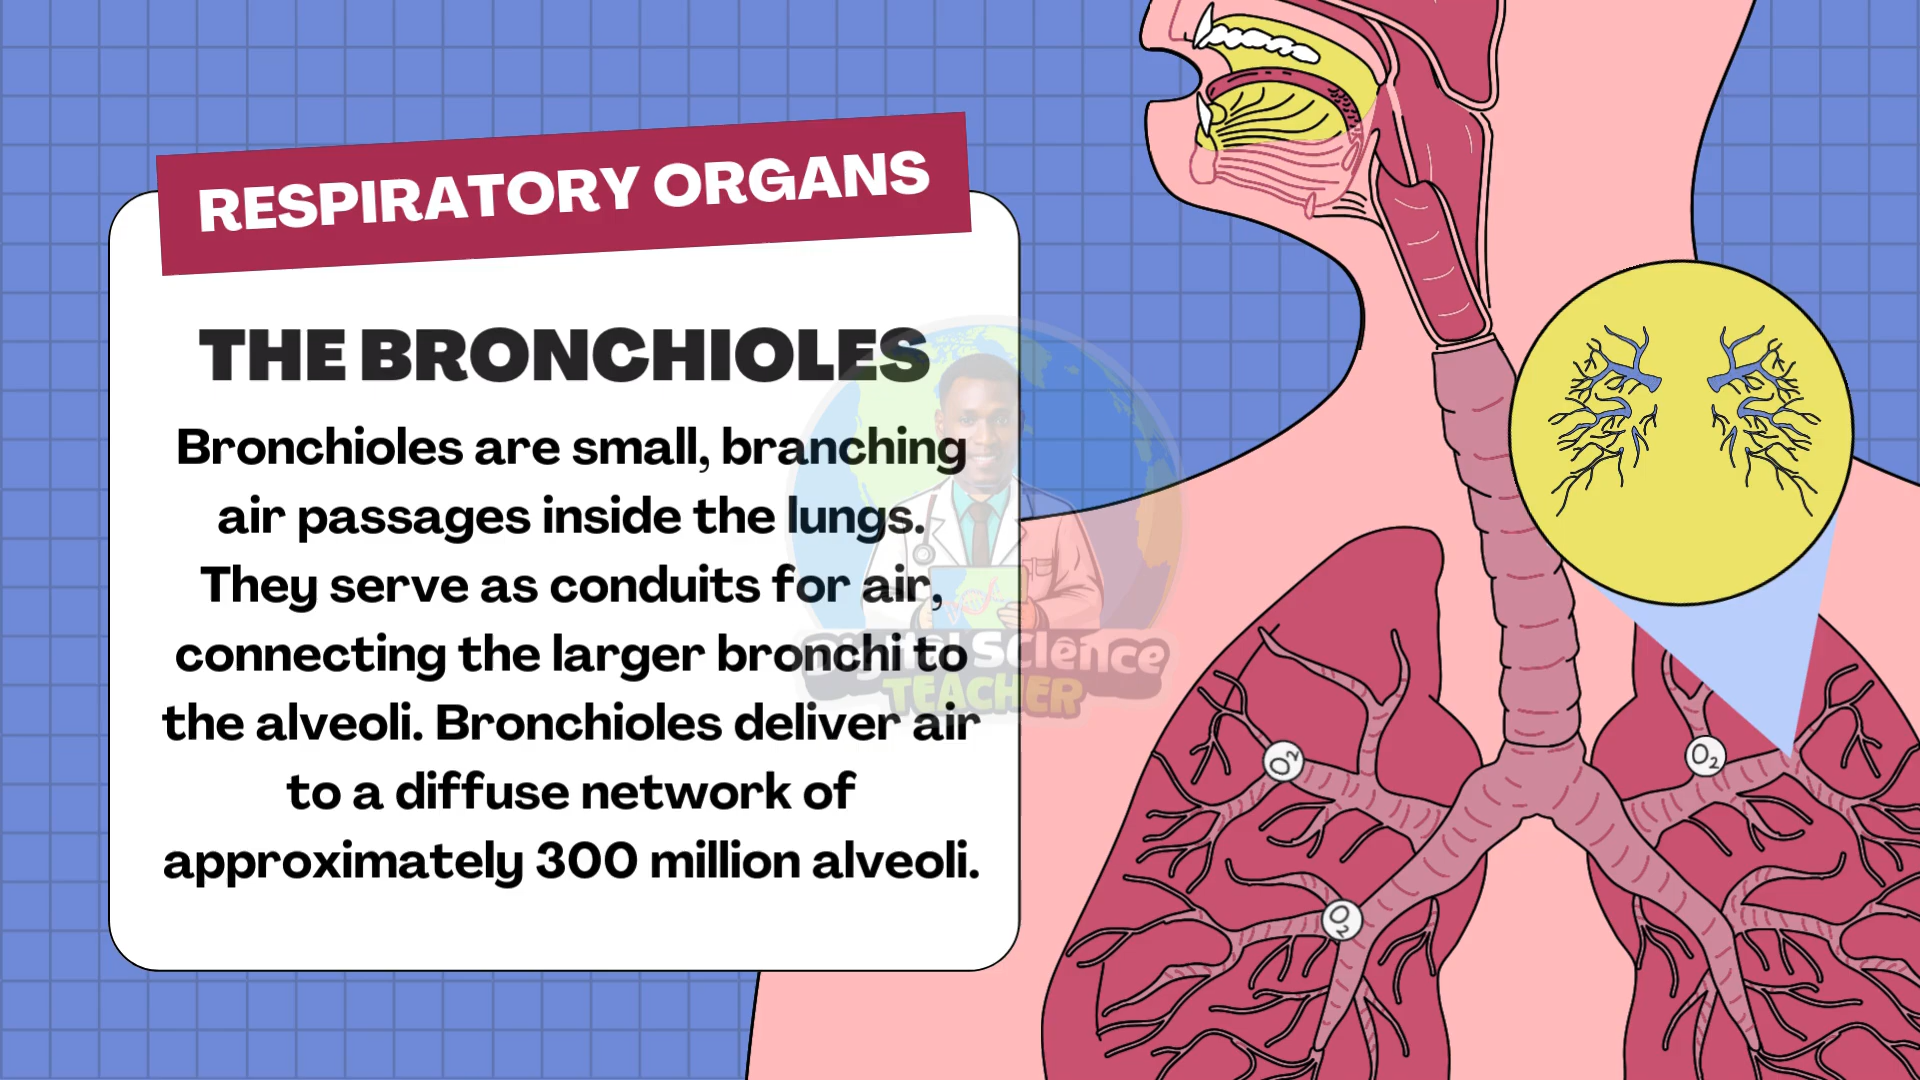 RESPIRATORY ORGANS
THE BRONCHIOLES
Bronchioles are small, branching
air passages inside the lungs.
They serve as conduits for air,
connecting the larger bronchi to
the alveoli. Bronchioles deliver air
to a diffuse network of
approximately 300 million alveoli.
Digital Science
TEACHER
O2
O2
O2